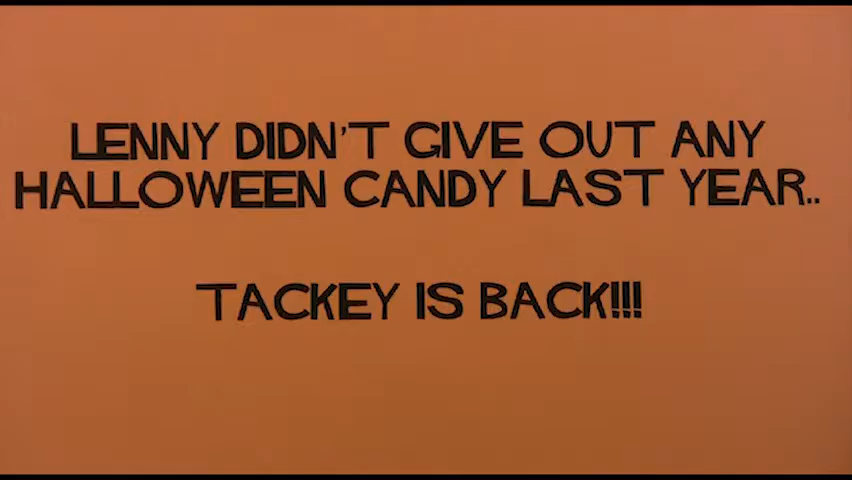 LENNY DIDN'T GIVE OUT ANY
HALLOWEEN CANDY LAST YEAR..
TACKEY IS BACK!!!